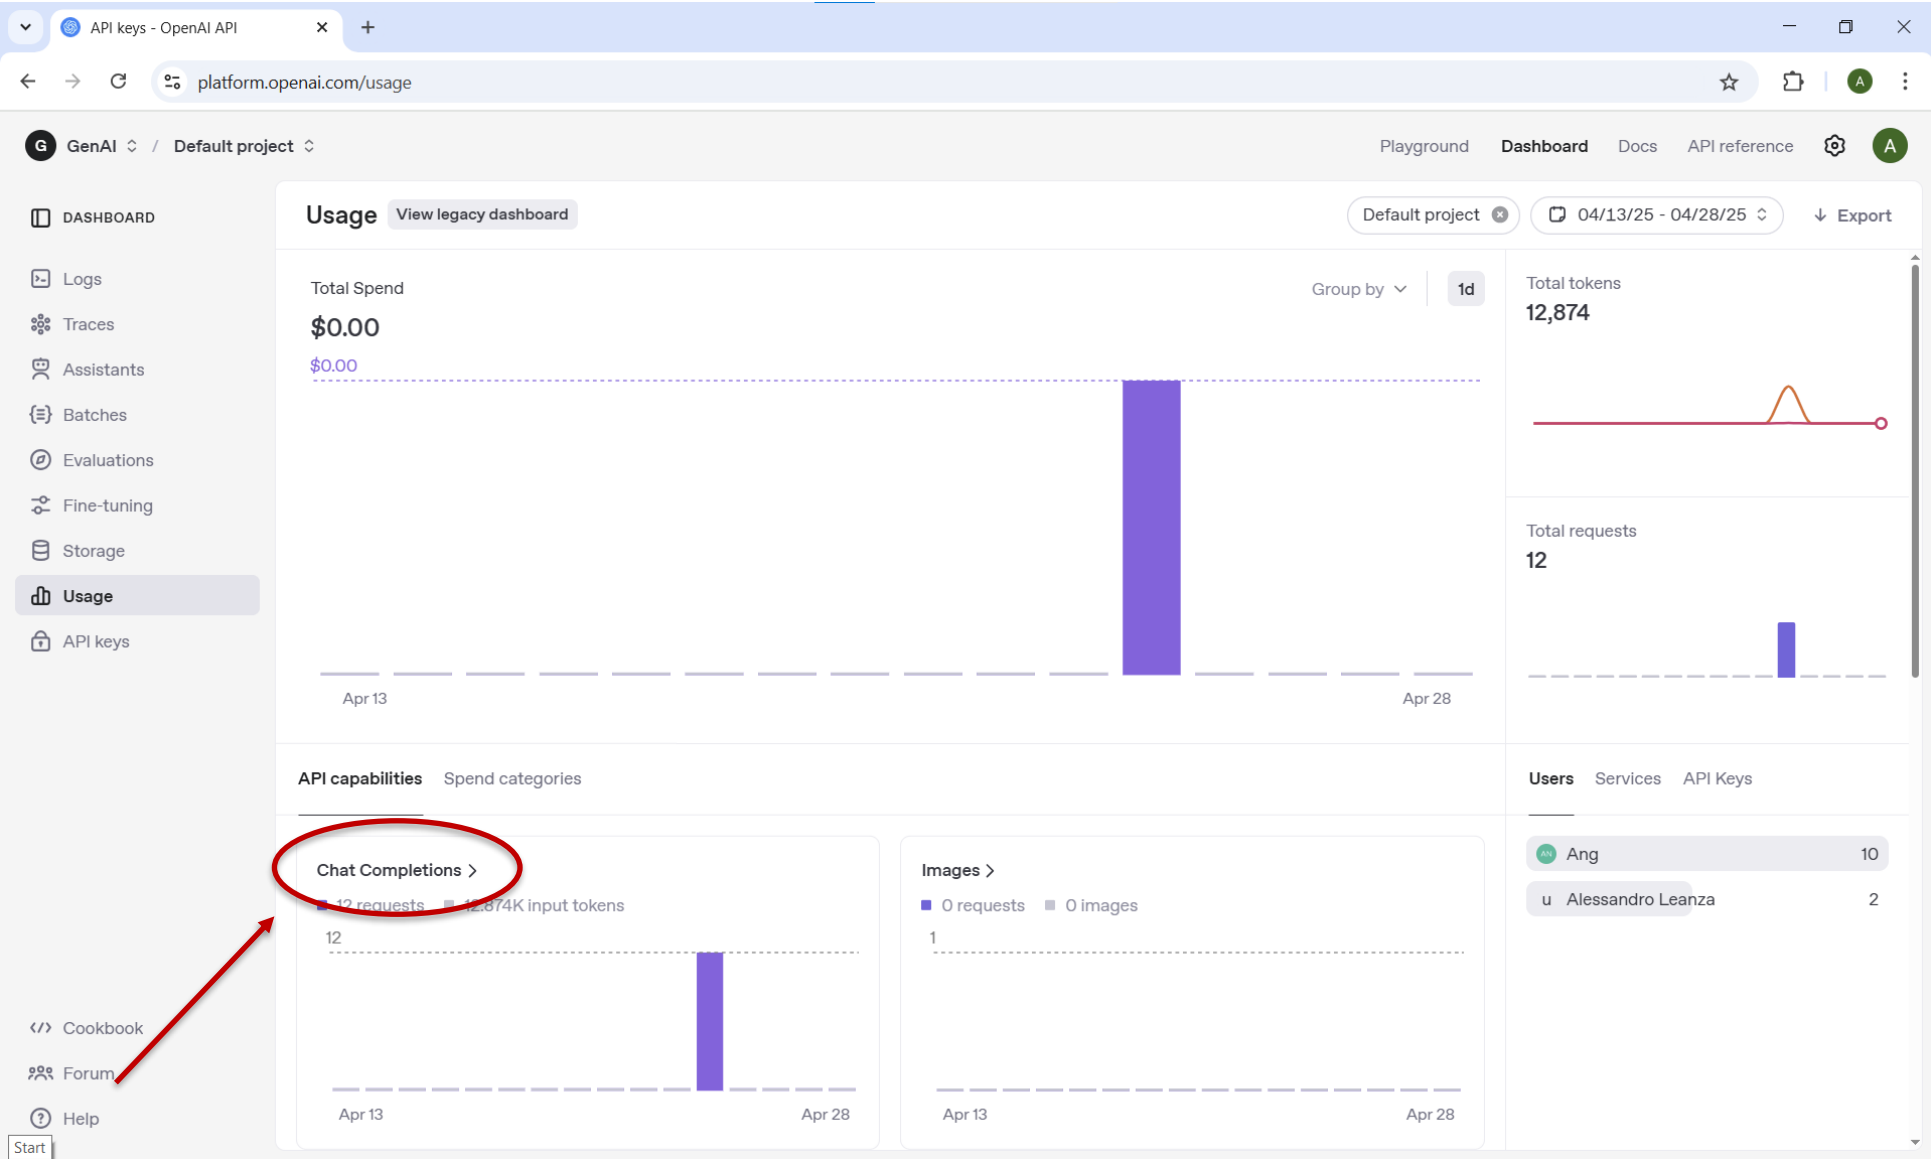 API keys - OpenAI API
platform.openai.com/usage
A
G GenAI / Default project
Playground Dashboard Docs API reference A
DASHBOARD
Logs
Traces
Assistants
Batches
Evaluations
Fine-tuning
Storage
Usage
API keys
Cookbook
Forum
Help
Start
Usage View legacy dashboard Default project 04/13/25 - 04/28/25 Export
Total Spend Group by 1d
$0.00
$0.00
Apr 13 Apr 28
Total tokens
12,874
Total requests
12
API capabilities Spend categories
Chat Completions >
12 requests 12.874K input tokens
12
Apr 13 Apr 28
Images >
0 requests 0 images
1
Apr 13 Apr 28
Users Services API Keys
AN Ang 10
u Alessandro Leanza 2